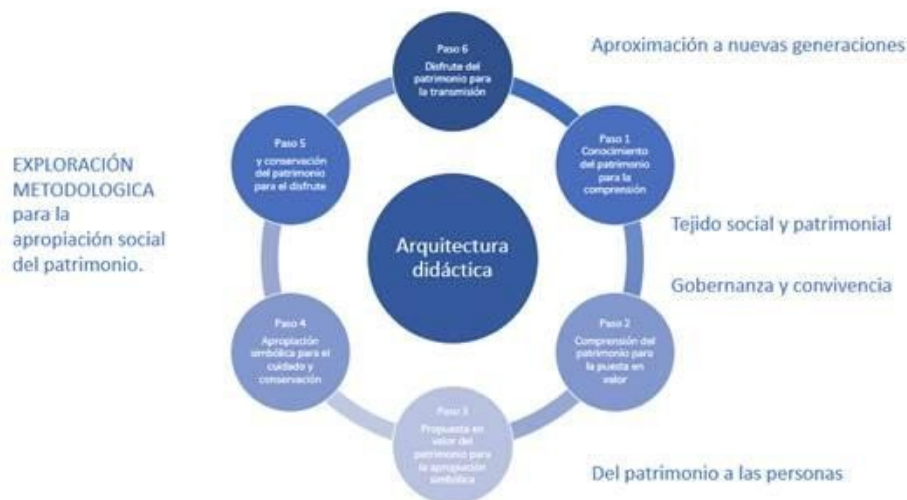 Paso 6
Disfrute del
patrimonio para
la transmisión
Aproximación a nuevas generaciones
Paso 5
y conservación
del patrimonio
para el disfrute
Paso 1
Conocimiento
del patrimonio
para la
comprensión
EXPLORACIÓN
METODOLOGICA
para la
apropiación social
del patrimonio.
Arquitectura
didáctica
Tejido social y patrimonial
Gobernanza y convivencia
Paso 4
Apropiación
simbólica para el
cuidado y
conservación
Paso 2
Comprensión del
patrimonio para
la puesta en
valor
Paso 3
Propuesta en
valor del
patrimonio para
la apropiación
simbólica
Del patrimonio a las personas